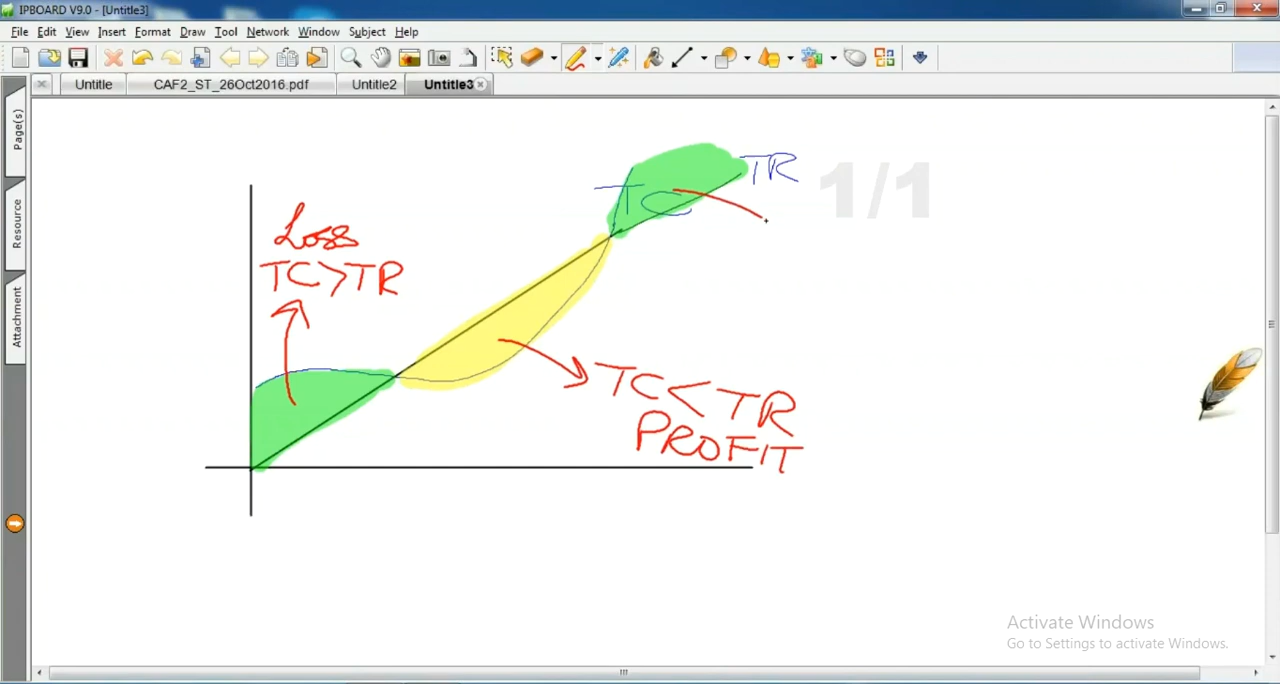 IPBOARD V9.0 - [Untitle3]
File Edit View Insert Format Draw Tool Network Window Subject Help
Untitle CAF2_ST_26Oct2016.pdf Untitle2 Untitle3
Page(s)
Resource
Attachment
1/1
TR
TC
Loss
TC>TR
TC<TR
PROFIT
Activate Windows
Go to Settings to activate Windows.